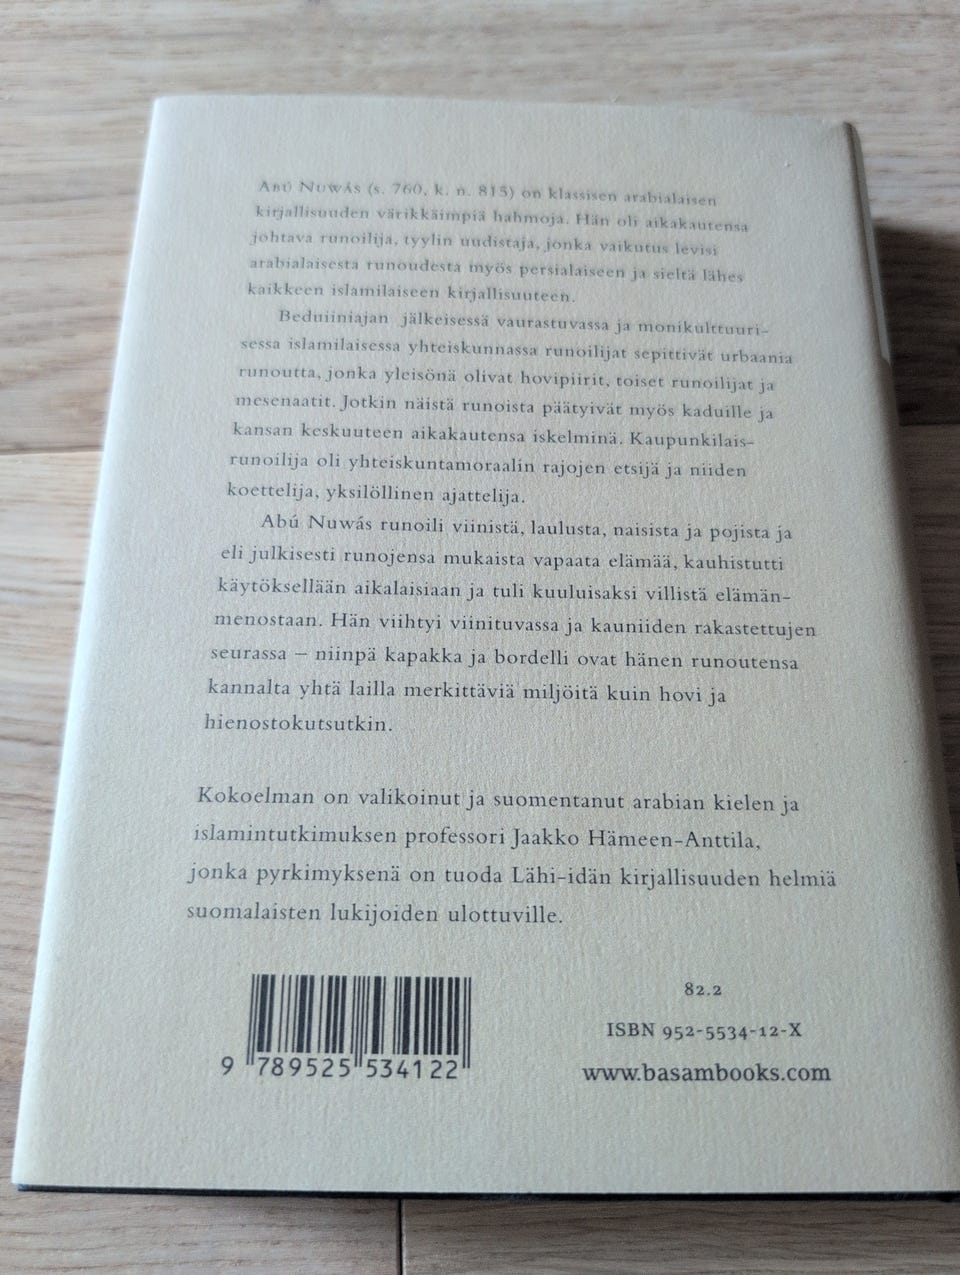 Abú Nuwás (s. 760, k. n. 815) on klassisen arabialaisen
kirjallisuuden värikkäimpiä hahmoja. Hän oli aikakautensa
johtava runoilija, tyylin uudistaja, jonka vaikutus levisi
arabialaisesta runoudesta myös persialaiseen ja sieltä lähes
kaikkeen islamilaiseen kirjallisuuteen.
Beduiiniajan jälkeisessä vaurastuvassa ja monikulttuuri-
sessa islamilaisessa yhteiskunnassa runoilijat sepittivät urbaania
runoutta, jonka yleisönä olivat hovipiirit, toiset runoilijat ja
mesenaatit. Jotkin näistä runoista päätyivät myös kaduille ja
kansan keskuuteen aikakautensa iskelminä. Kaupunkilais-
runoilija oli yhteiskuntamoraalin rajojen etsijä ja niiden
koettelija, yksilöllinen ajattelija.
Abú Nuwás runoili viinistä, laulusta, naisista ja pojista ja
eli julkisesti runojensa mukaista vapaata elämää, kauhistutti
käytöksellään aikalaisiaan ja tuli kuuluisaksi villistä elämän-
menostaan. Hän viihtyi viinituvassa ja kauniiden rakastettujen
seurassa – niinpä kapakka ja bordelli ovat hänen runoutensa
kannalta yhtä lailla merkittäviä miljöitä kuin hovi ja
hienostokutsutkin.
Kokoelman on valikoinut ja suomentanut arabian kielen ja
islamintutkimuksen professori Jaakko Hämeen-Anttila,
jonka pyrkimyksenä on tuoda Lähi-idän kirjallisuuden helmiä
suomalaisten lukijoiden ulottuville.
82.2
ISBN 952-5534-12-X
www.basambooks.com
9 789525 534122